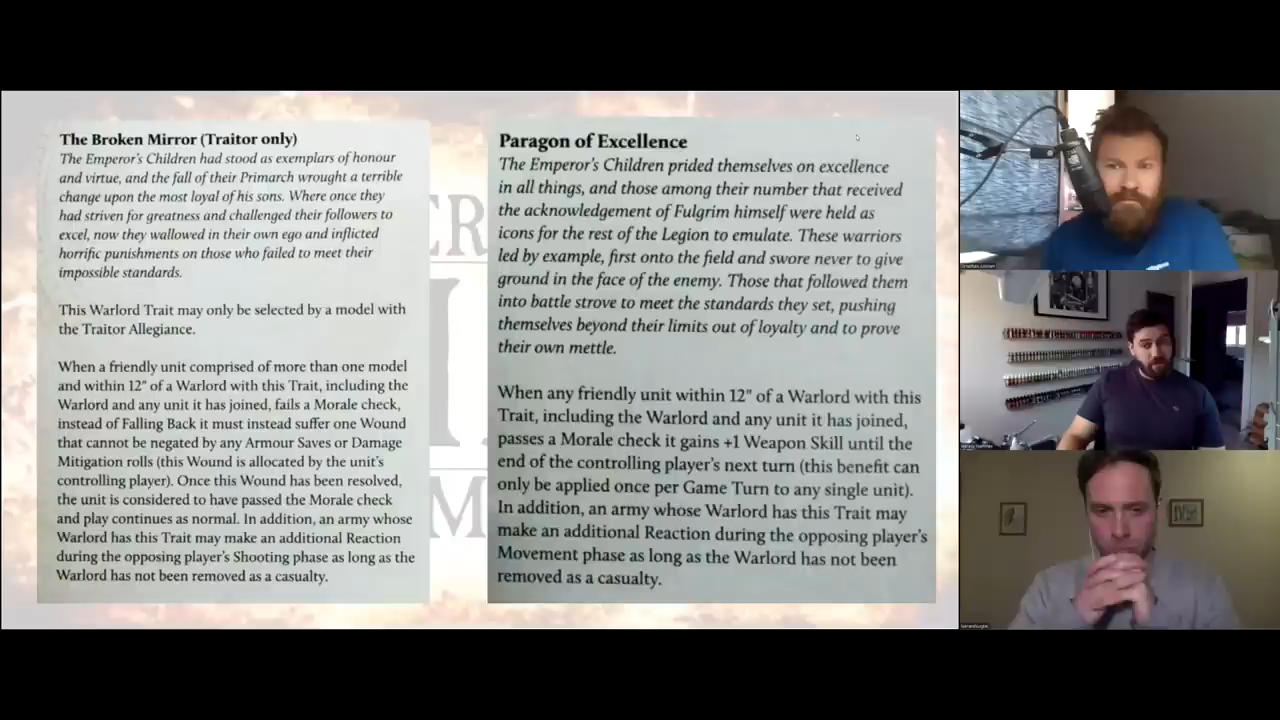 The Broken Mirror (Traitor only)
The Emperor's Children had stood as exemplars of honour
and virtue, and the fall of their Primarch wrought a terrible
change upon the most loyal of his sons. Where once they
had striven for greatness and challenged their followers to
excel, now they wallowed in their own ego and inflicted
horrific punishments on those who failed to meet their
impossible standards.
This Warlord Trait may only be selected by a model with
the Traitor Allegiance.
When a friendly unit comprised of more than one model
and within 12" of a Warlord with this Trait, including the
Warlord and any unit it has joined, fails a Morale check,
instead of Falling Back it must instead suffer one Wound
that cannot be negated by any Armour Saves or Damage
Mitigation rolls (this Wound is allocated by the unit's
controlling player). Once this Wound has been resolved,
the unit is considered to have passed the Morale check
and play continues as normal. In addition, an army whose
Warlord has this Trait may make an additional Reaction
during the opposing player's Shooting phase as long as the
Warlord has not been removed as a casualty.
Paragon of Excellence
The Emperor's Children prided themselves on excellence
in all things, and those among their number that received
the acknowledgement of Fulgrim himself were held as
icons for the rest of the Legion to emulate. These warriors
led by example, first onto the field and swore never to give
ground in the face of the enemy. Those that followed them
into battle strove to meet the standards they set, pushing
themselves beyond their limits out of loyalty and to prove
their own mettle.
When any friendly unit within 12" of a Warlord with this
Trait, including the Warlord and any unit it has joined,
passes a Morale check it gains +1 Weapon Skill until the
end of the controlling player's next turn (this benefit can
only be applied once per Game Turn to any single unit).
In addition, an army whose Warlord has this Trait may
make an additional Reaction during the opposing player's
Movement phase as long as the Warlord has not been
removed as a casualty.
ER
M